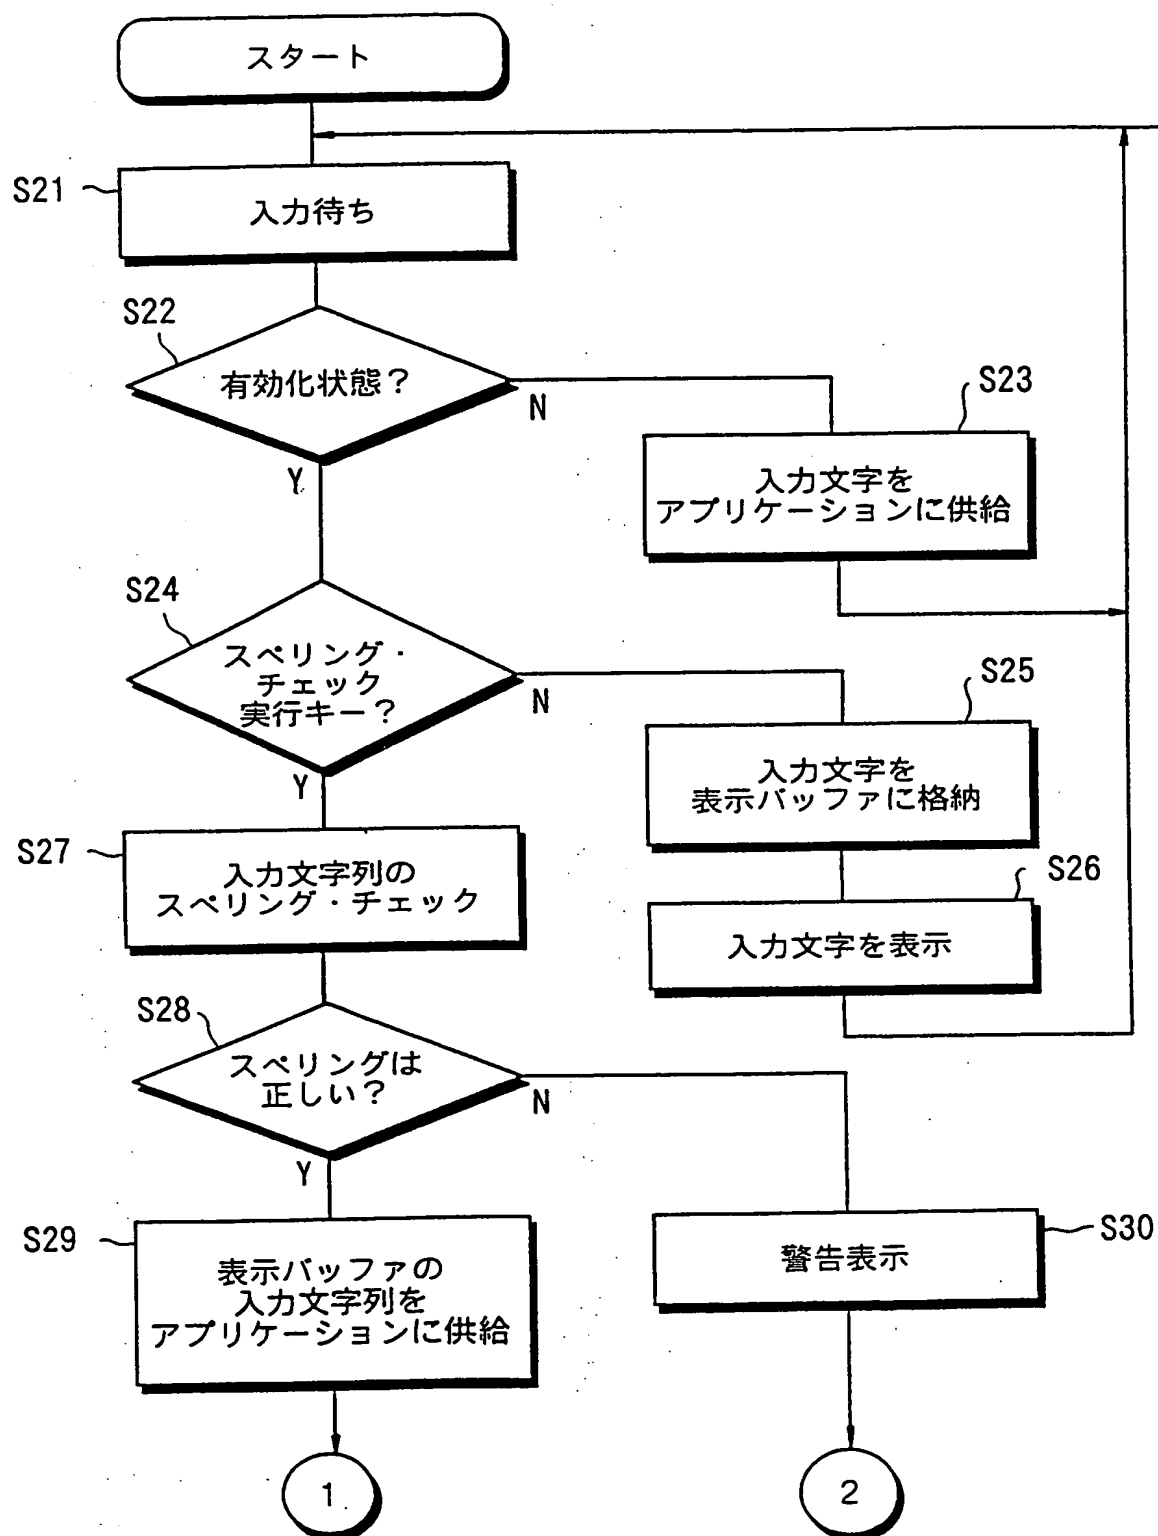 スタート
S21
入力待ち
S22
有効化状態?
N
Y
S23
入力文字を
アプリケーションに供給
S24
スペリング・
チェック
実行キー?
N
Y
S25
入力文字を
表示バッファに格納
S26
入力文字を表示
S27
入力文字列の
スペリング・チェック
S28
スペリングは
正しい?
N
Y
S29
表示バッファの
入力文字列を
アプリケーションに供給
S30
警告表示
1
2